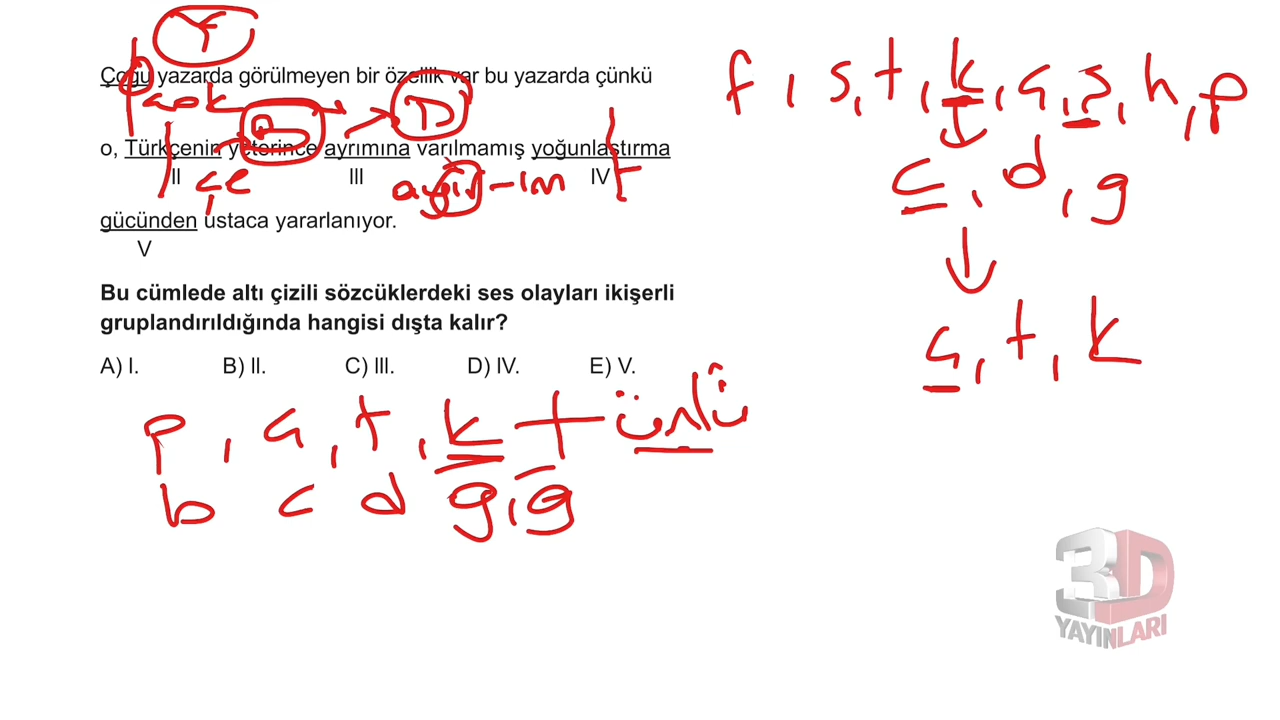 Y
Çoğu yazarda görülmeyen bir özellik var bu yazarda çünkü
çok
B
D
o, Türkçenin yeterince ayrımına varılmamış yoğunlaştırma
II III IV
çe
ayır-ım
gücünden ustaca yararlanıyor.
V
Bu cümlede altı çizili sözcüklerdeki ses olayları ikişerli
gruplandırıldığında hangisi dışta kalır?
A) I. B) II. C) III. D) IV. E) V.
p, ç, t, k + ünlü
b c d g, ğ
f, s, t, k, ç, ş, h, p
c, d, g
ç, t, k
3D
YAYINLARI